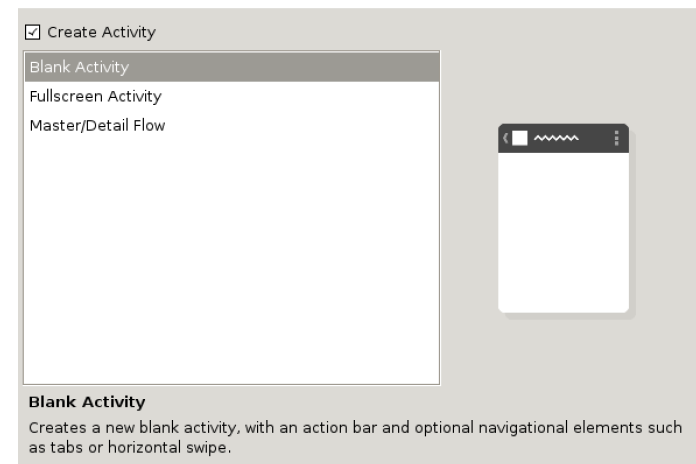 Create Activity
Blank Activity
Fullscreen Activity
Master/Detail Flow
Blank Activity
Creates a new blank activity, with an action bar and optional navigational elements such
as tabs or horizontal swipe.